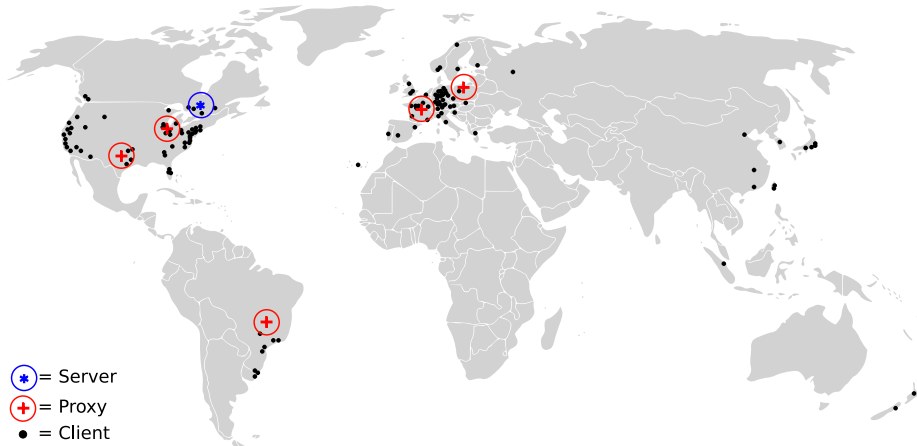 = Server
= Proxy
= Client